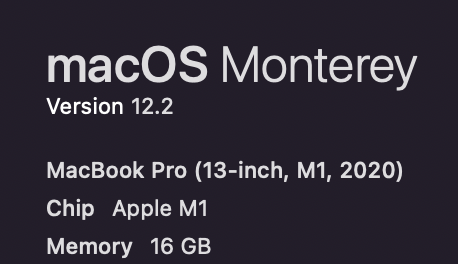 macOS Monterey
Version 12.2
MacBook Pro (13-inch, M1, 2020)
Chip Apple M1
Memory 16 GB